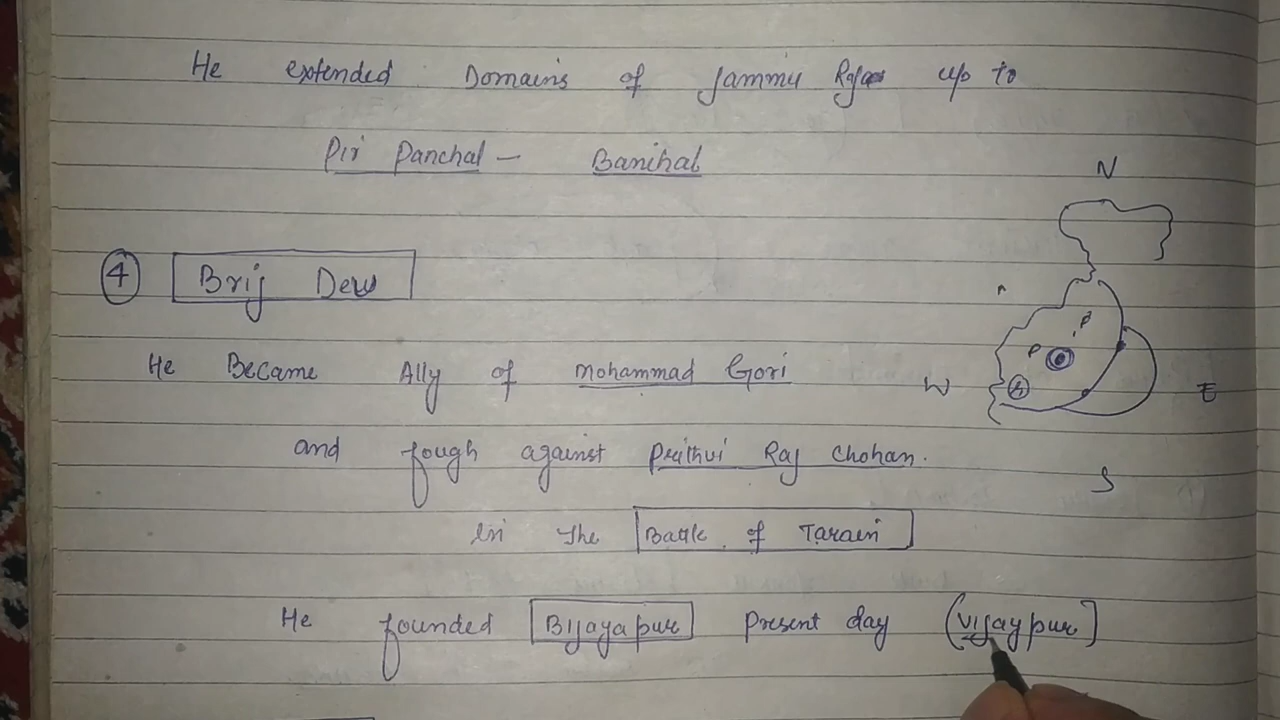 He extended Domains of Jammu up to
Pir Panchal - Banihal
N
4 Brij Dew
He Became Ally of Mohammad Gori
P
P
W
E
and fough against Prithvi Raj Chohan.
S
In the Battle of Tarain
He founded Bijayapur Present day (Vijaypur]